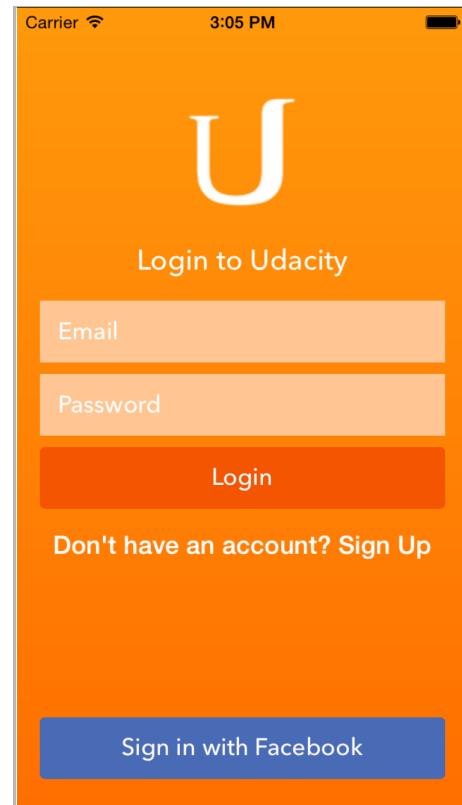 Carrier 3:05 PM
U
Login to Udacity
Email
Password
Login
Don't have an account? Sign Up
Sign in with Facebook